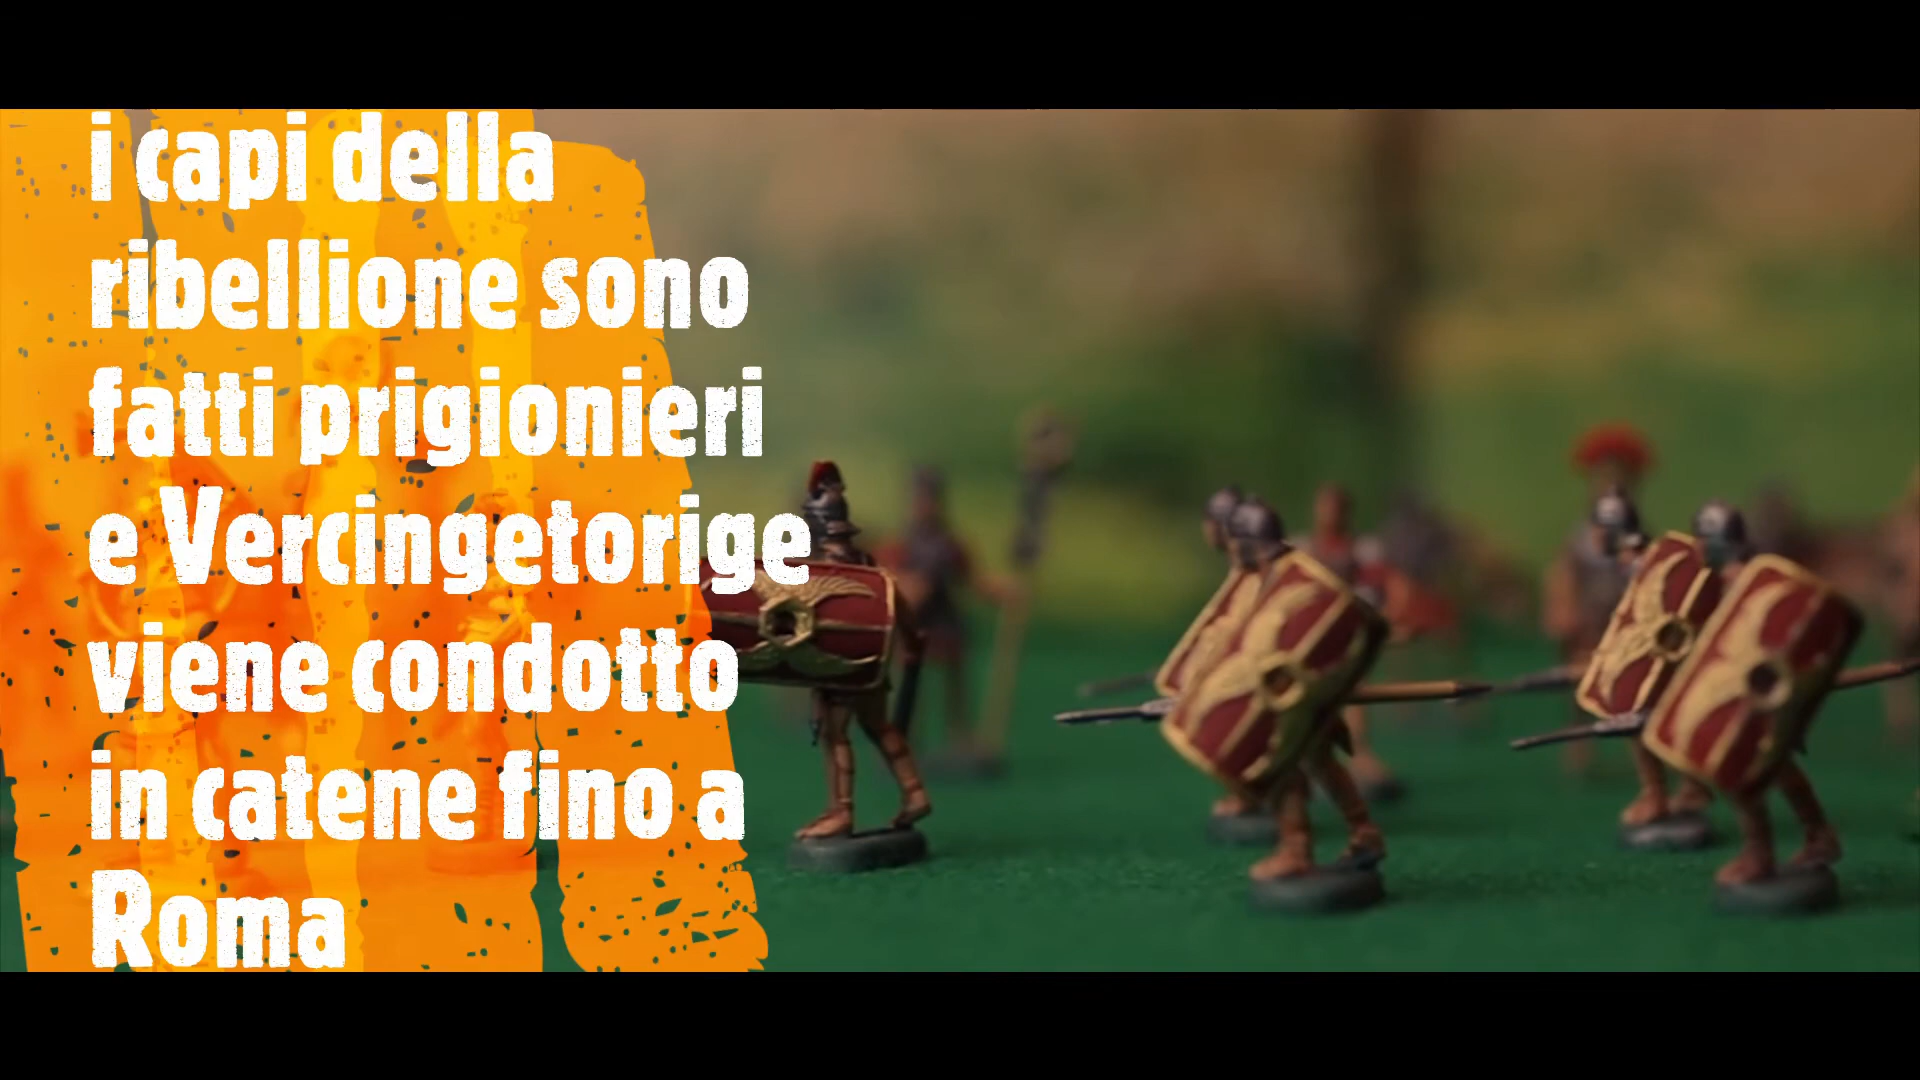 i capi della
ribellione sono
fatti prigionieri
e Vercingetorige
viene condotto
in catene fino a
Roma